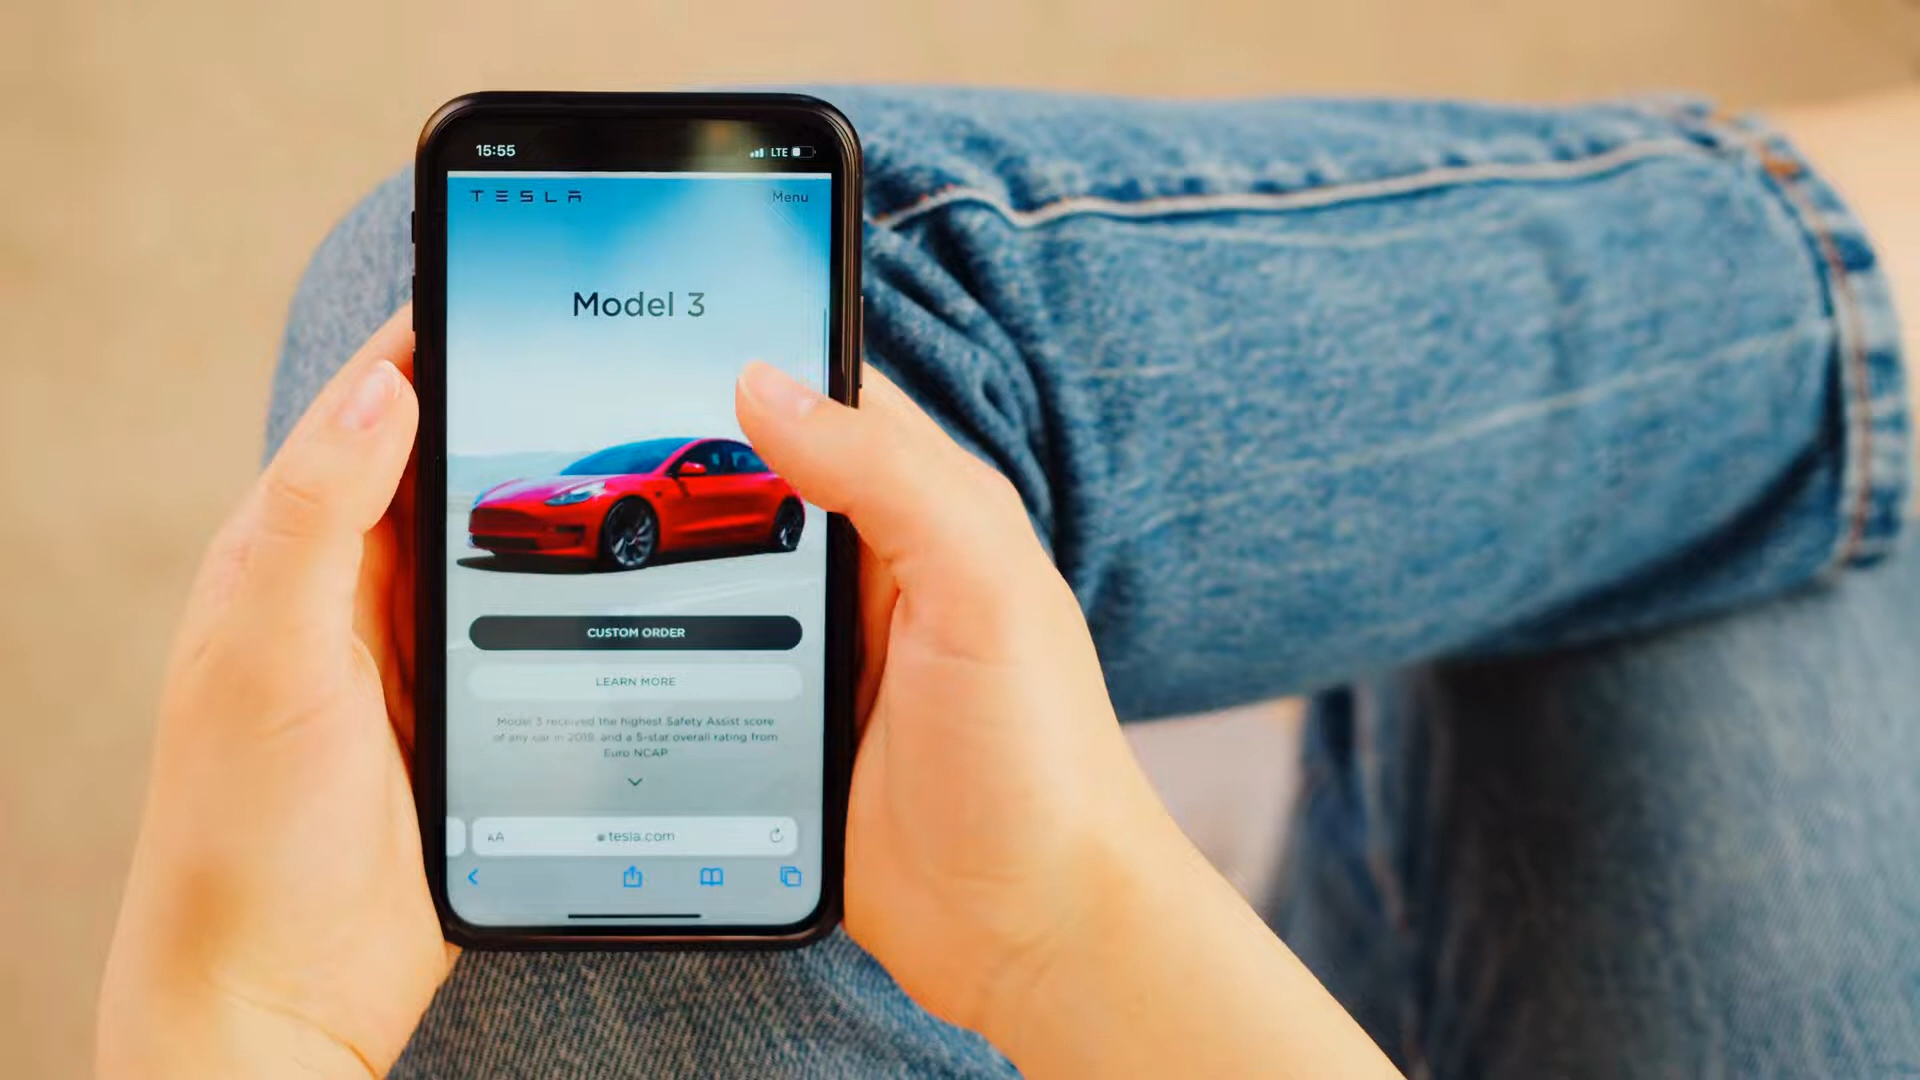 15:55 LTE
TESLA Menu
Model 3
CUSTOM ORDER
LEARN MORE
Model 3 received the highest Safety Assist score
of any car in 2019, and a 5-star overall rating from
Euro NCAP
AA tesla.com